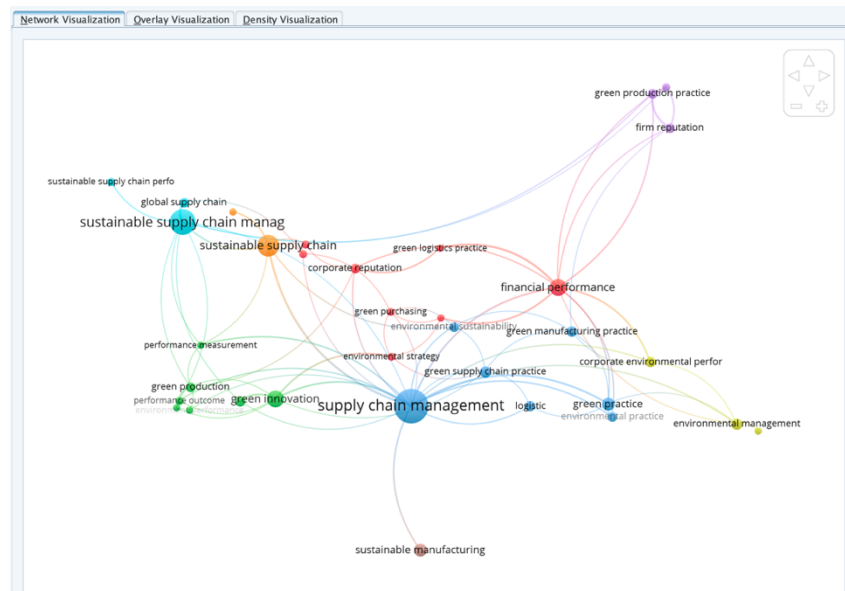 Network Visualization Overlay Visualization Density Visualization
green production practice
firm reputation
sustainable supply chain perfo
global supply chain
sustainable supply chain manag
sustainable supply chain
green logistics practice
corporate reputation
financial performance
green purchasing
environmental sustainability
green manufacturing practice
performance measurement
environmental strategy
corporate environmental perfor
green supply chain practice
green production
performance outcome
green innovation
environmental performance
supply chain management
logistic
green practice
environmental practice
environmental management
sustainable manufacturing